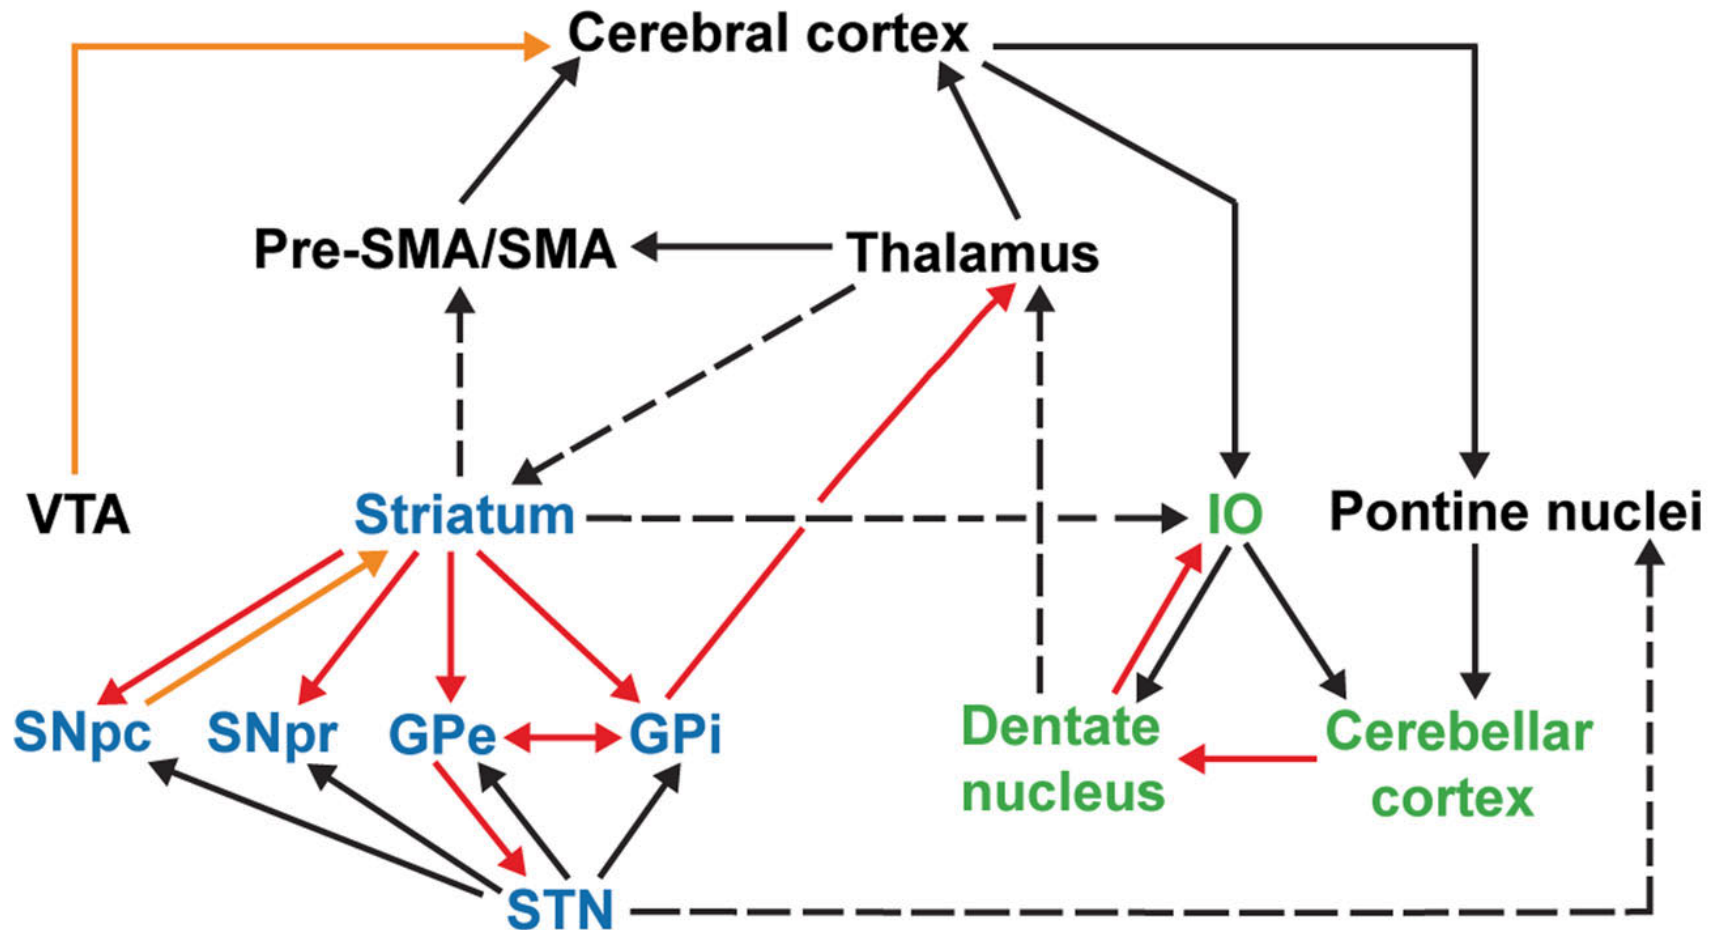 Cerebral cortex
Pre-SMA/SMA
Thalamus
VTA
Striatum
IO
Pontine nuclei
SNpc
SNpr
GPe
GPi
Dentate
nucleus
Cerebellar
cortex
STN